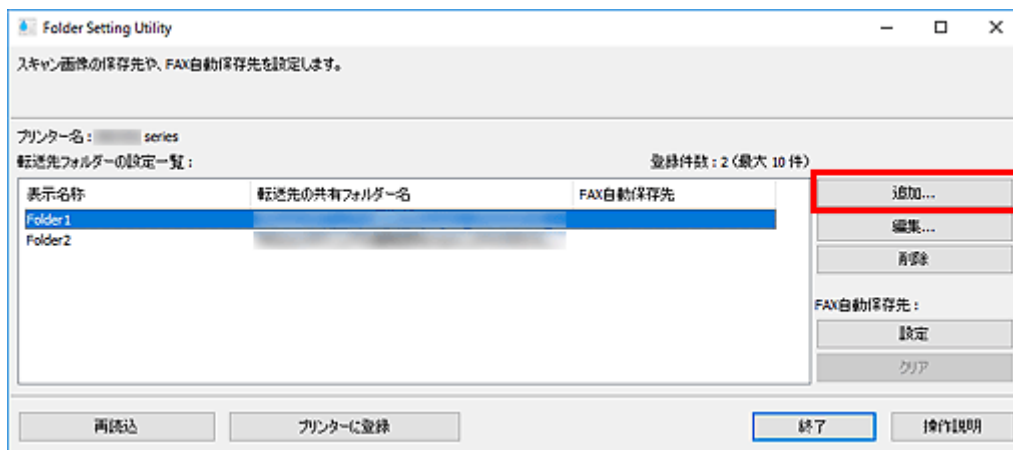 Folder Setting Utility
スキャン画像の保存先や、FAX自動保存先を設定します。
プリンター名: series
転送先フォルダーの設定一覧: 登録件数:2(最大 10 件)
表示名称 転送先の共有フォルダー名 FAX自動保存先
Folder1
Folder2
追加...
編集...
削除
FAX自動保存先:
設定
クリア
再読込 プリンターに登録 終了 操作説明